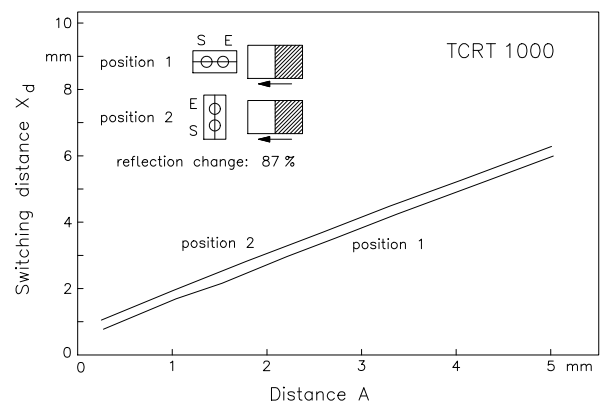 10
mm
8
6
4
2
0
Switching distance X d
S E
position 1
E
S
position 2
reflection change: 87 %
TCRT 1000
position 2
position 1
0 1 2 3 4 5 mm
Distance A